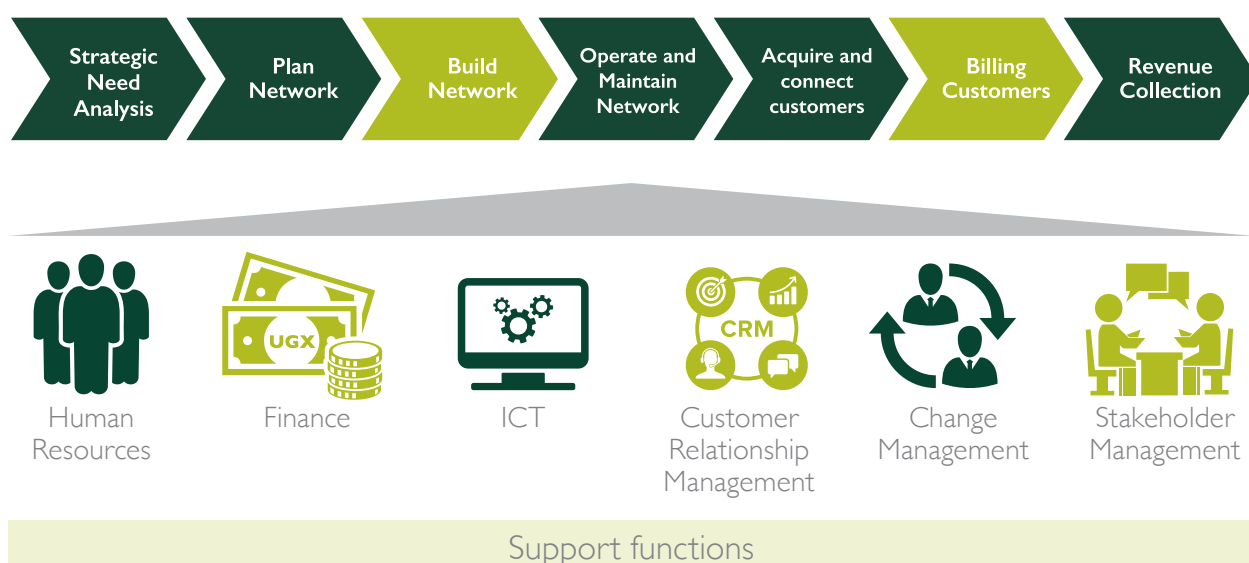 Strategic
Need
Analysis
Plan
Network
Build
Network
Operate and
Maintain
Network
Acquire and
connect
customers
Billing
Customers
Revenue
Collection
UGX
CRM
Human
Resources
Finance
ICT
Customer
Relationship
Management
Change
Management
Stakeholder
Management
Support functions